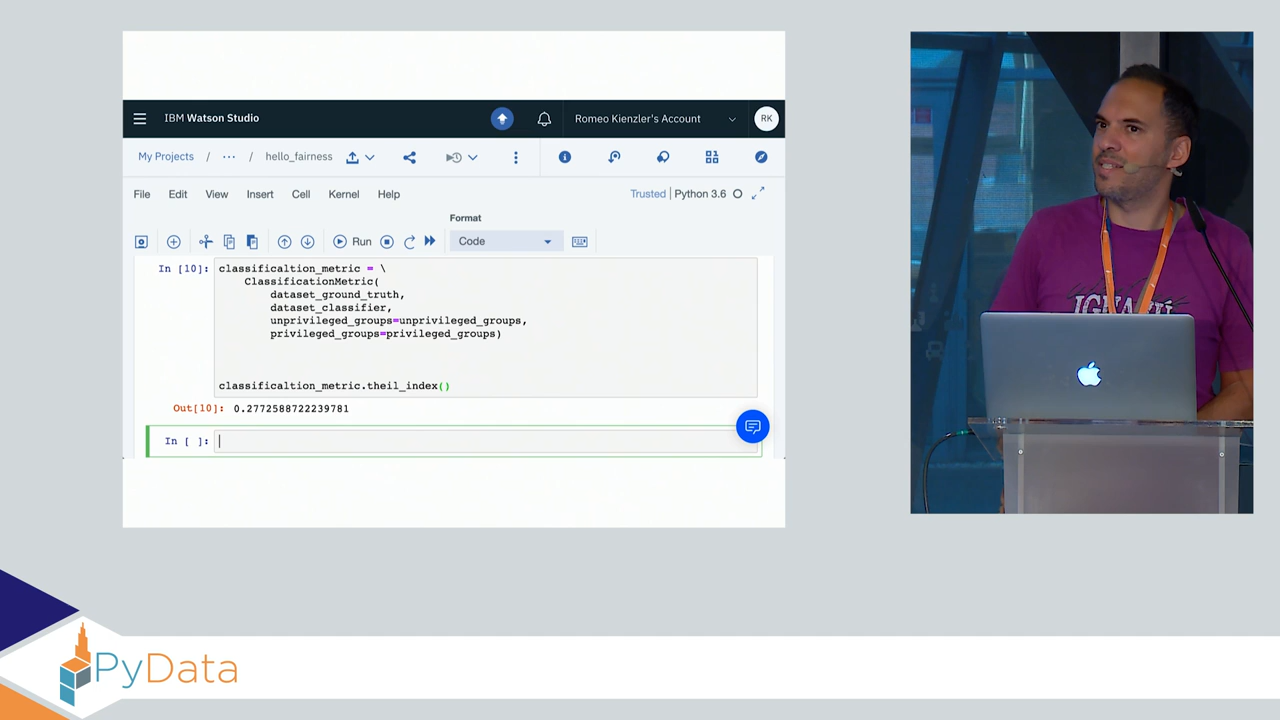 IBM Watson Studio
Romeo Kienzler's Account
RK
My Projects / ... / hello_fairness
File Edit View Insert Cell Kernel Help
Trusted | Python 3.6
Format
Run
Code
In [10]:
classificaltion_metric = \
ClassificationMetric(
dataset_ground_truth,
dataset_classifier,
unprivileged_groups=unprivileged_groups,
privileged_groups=privileged_groups)
classificaltion_metric.theil_index()
Out[10]: 0.2772588722239781
In [ ]:
PyData